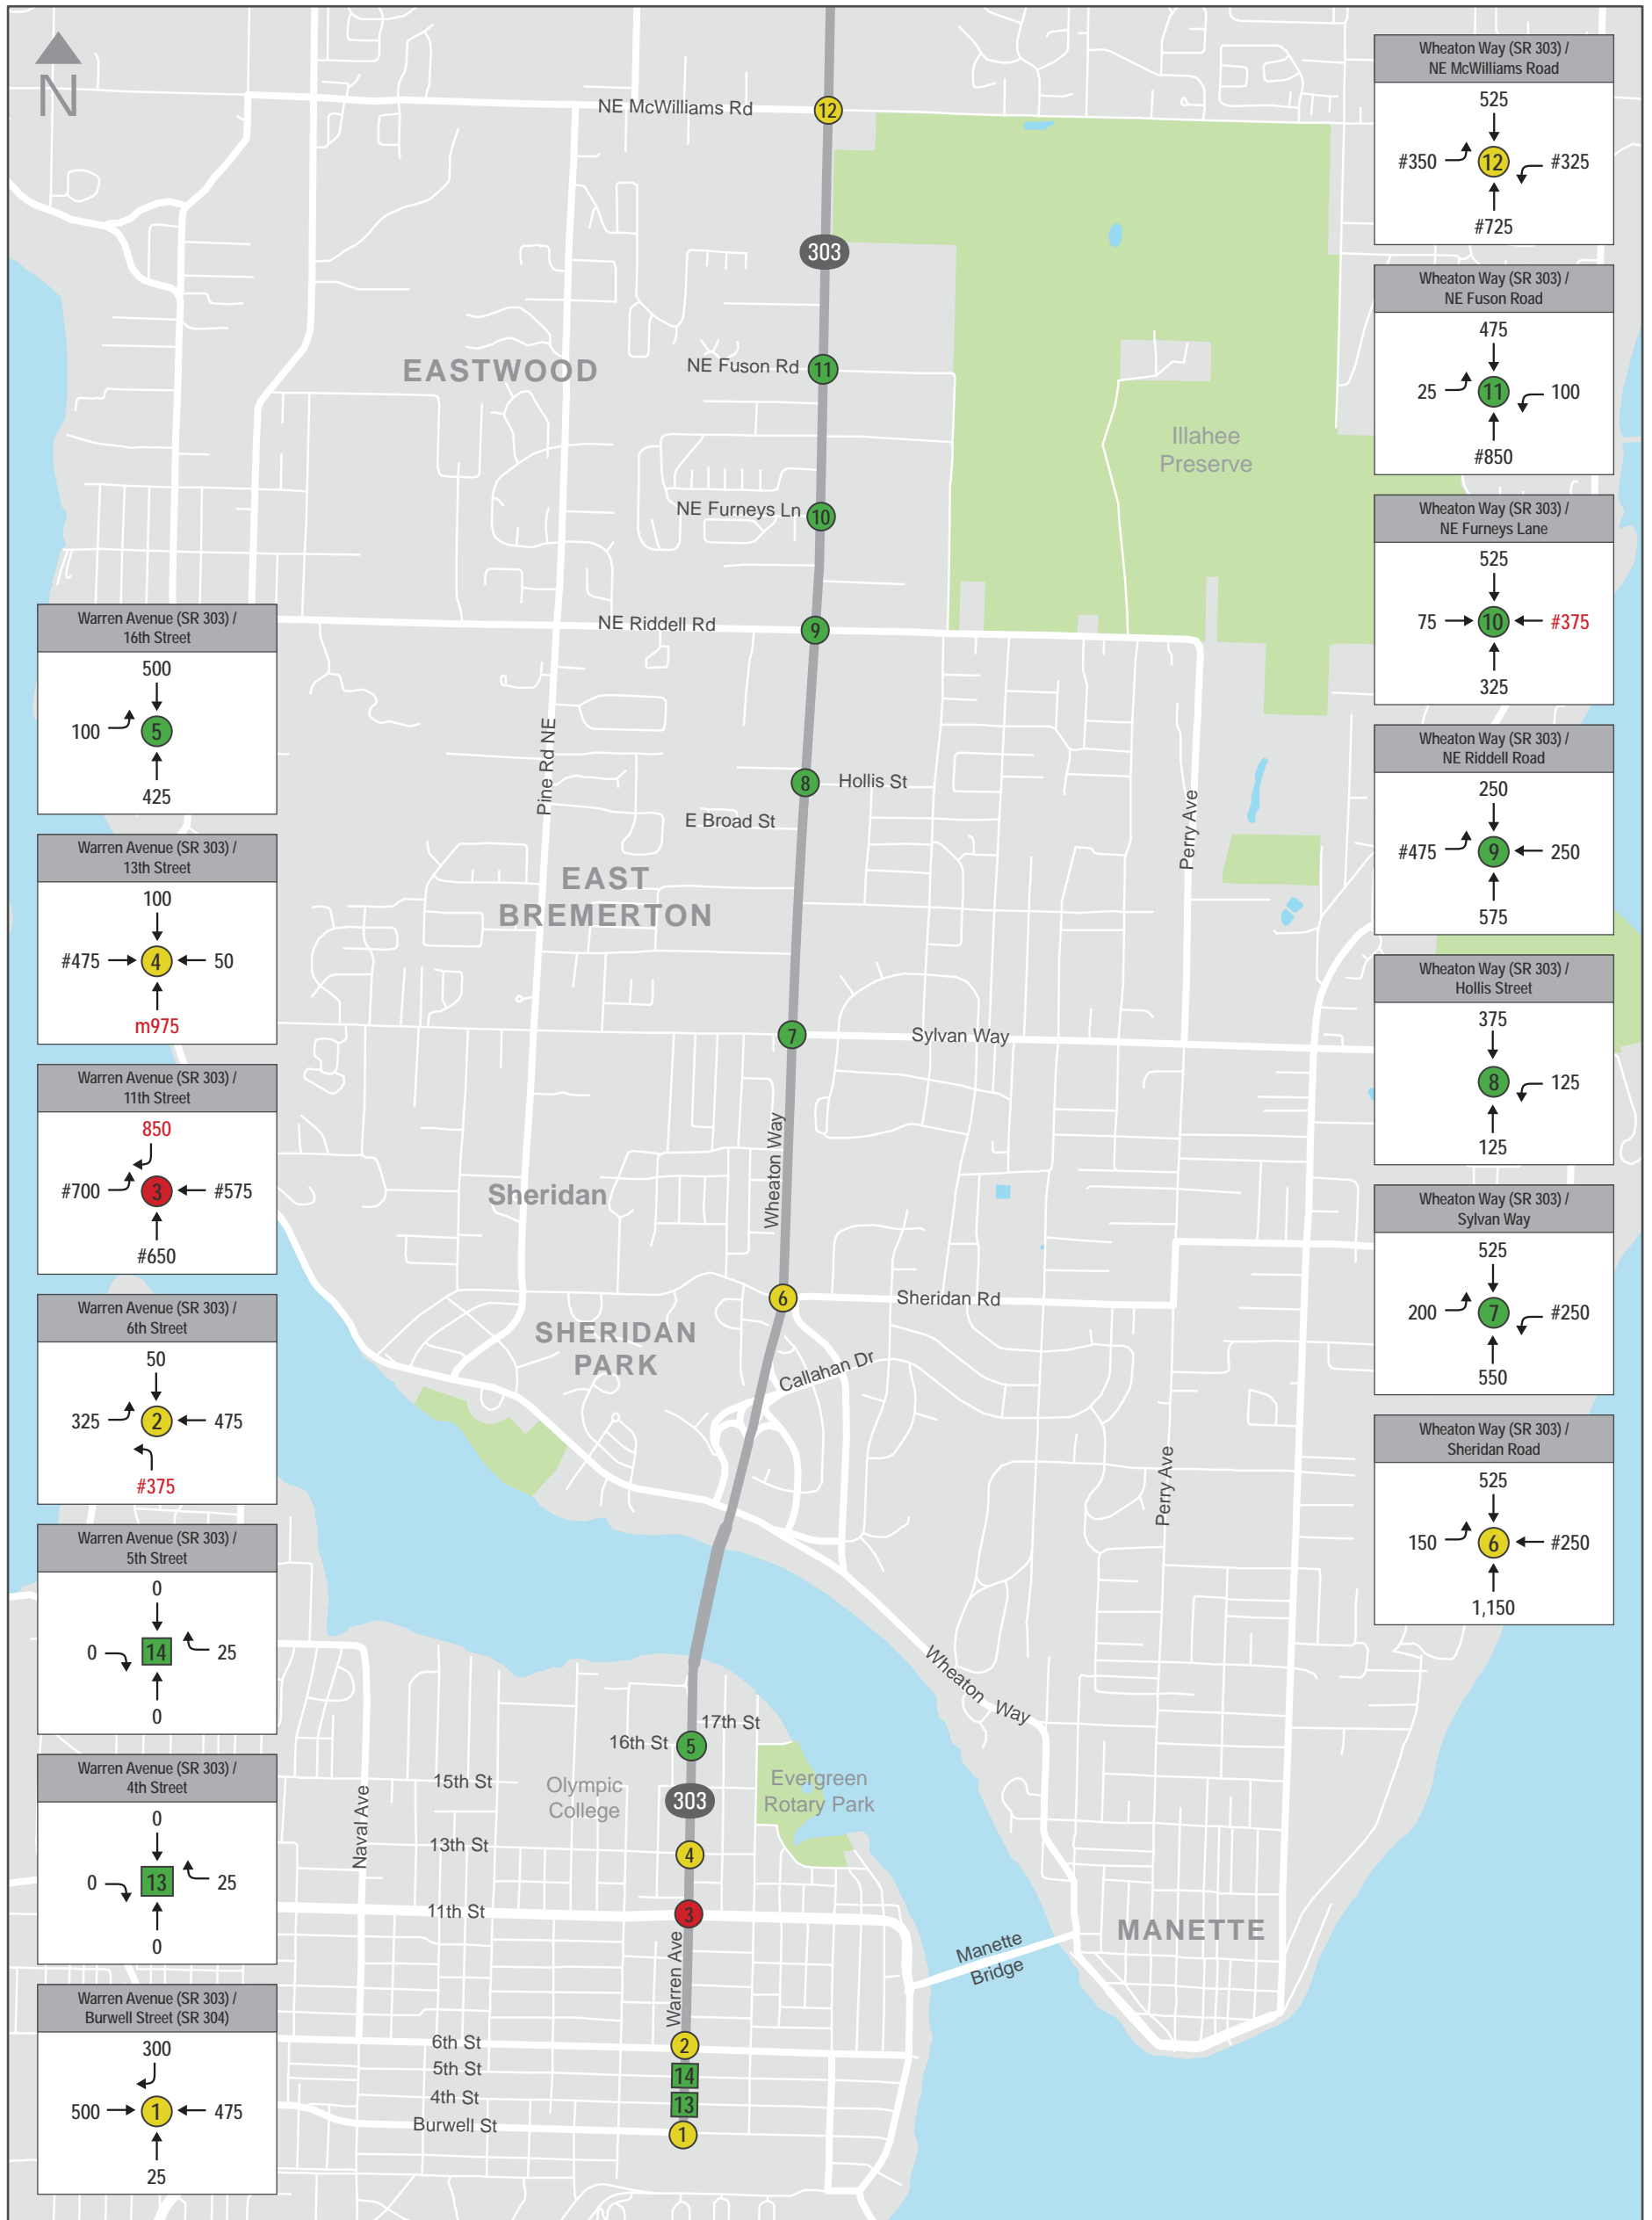 N
NE McWilliams Rd
12
303
EASTWOOD
NE Fuson Rd
11
Illahee
Preserve
NE Furneys Ln
10
NE Riddell Rd
9
Pine Rd NE
8
Hollis St
E Broad St
Perry Ave
EAST
BREMERTON
7
Sylvan Way
Wheaton Way
Sheridan
6
Sheridan Rd
SHERIDAN
PARK
Callahan Dr
Perry Ave
Wheaton Way
17th St
16th St
5
15th St
Olympic
College
303
Evergreen
Rotary Park
Naval Ave
13th St
4
11th St
3
Warren Ave
MANETTE
Manette
Bridge
6th St
2
5th St
14
4th St
13
Burwell St
1
Warren Avenue (SR 303) /
16th Street
500
100
5
425
Warren Avenue (SR 303) /
13th Street
100
#475
4
50
m975
Warren Avenue (SR 303) /
11th Street
850
#700
3
#575
#650
Warren Avenue (SR 303) /
6th Street
50
325
2
475
#375
Warren Avenue (SR 303) /
5th Street
0
0
14
25
0
Warren Avenue (SR 303) /
4th Street
0
0
13
25
0
Warren Avenue (SR 303) /
Burwell Street (SR 304)
300
500
1
475
25
Wheaton Way (SR 303) /
NE McWilliams Road
525
#350
12
#325
#725
Wheaton Way (SR 303) /
NE Fuson Road
475
25
11
100
#850
Wheaton Way (SR 303) /
NE Furneys Lane
525
75
10
#375
325
Wheaton Way (SR 303) /
NE Riddell Road
250
#475
9
250
575
Wheaton Way (SR 303) /
Hollis Street
375
8
125
125
Wheaton Way (SR 303) /
Sylvan Way
525
200
7
#250
550
Wheaton Way (SR 303) /
Sheridan Road
525
150
6
#250
1,150